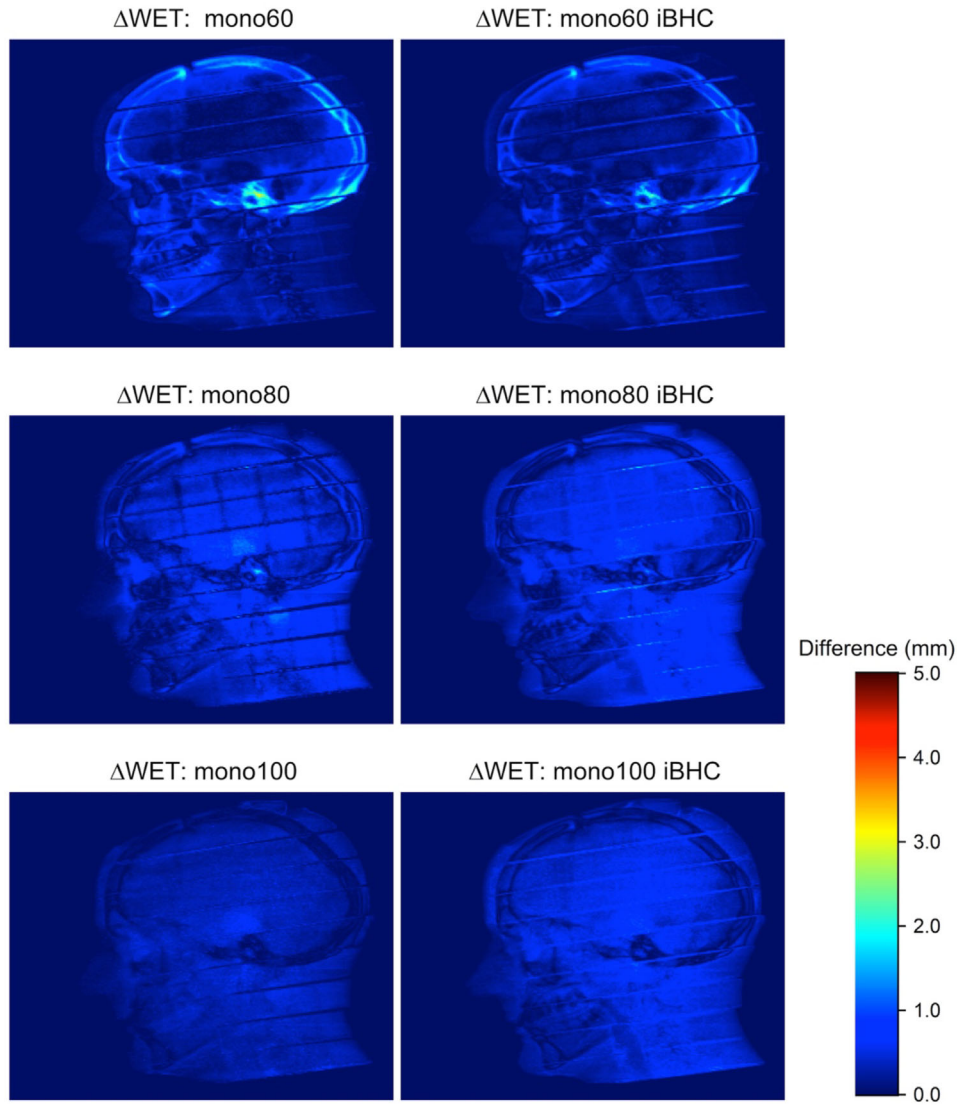 ΔWET: mono60
ΔWET: mono60 iBHC
ΔWET: mono80
ΔWET: mono80 iBHC
Difference (mm)
5.0
4.0
3.0
2.0
1.0
0.0
ΔWET: mono100
ΔWET: mono100 iBHC